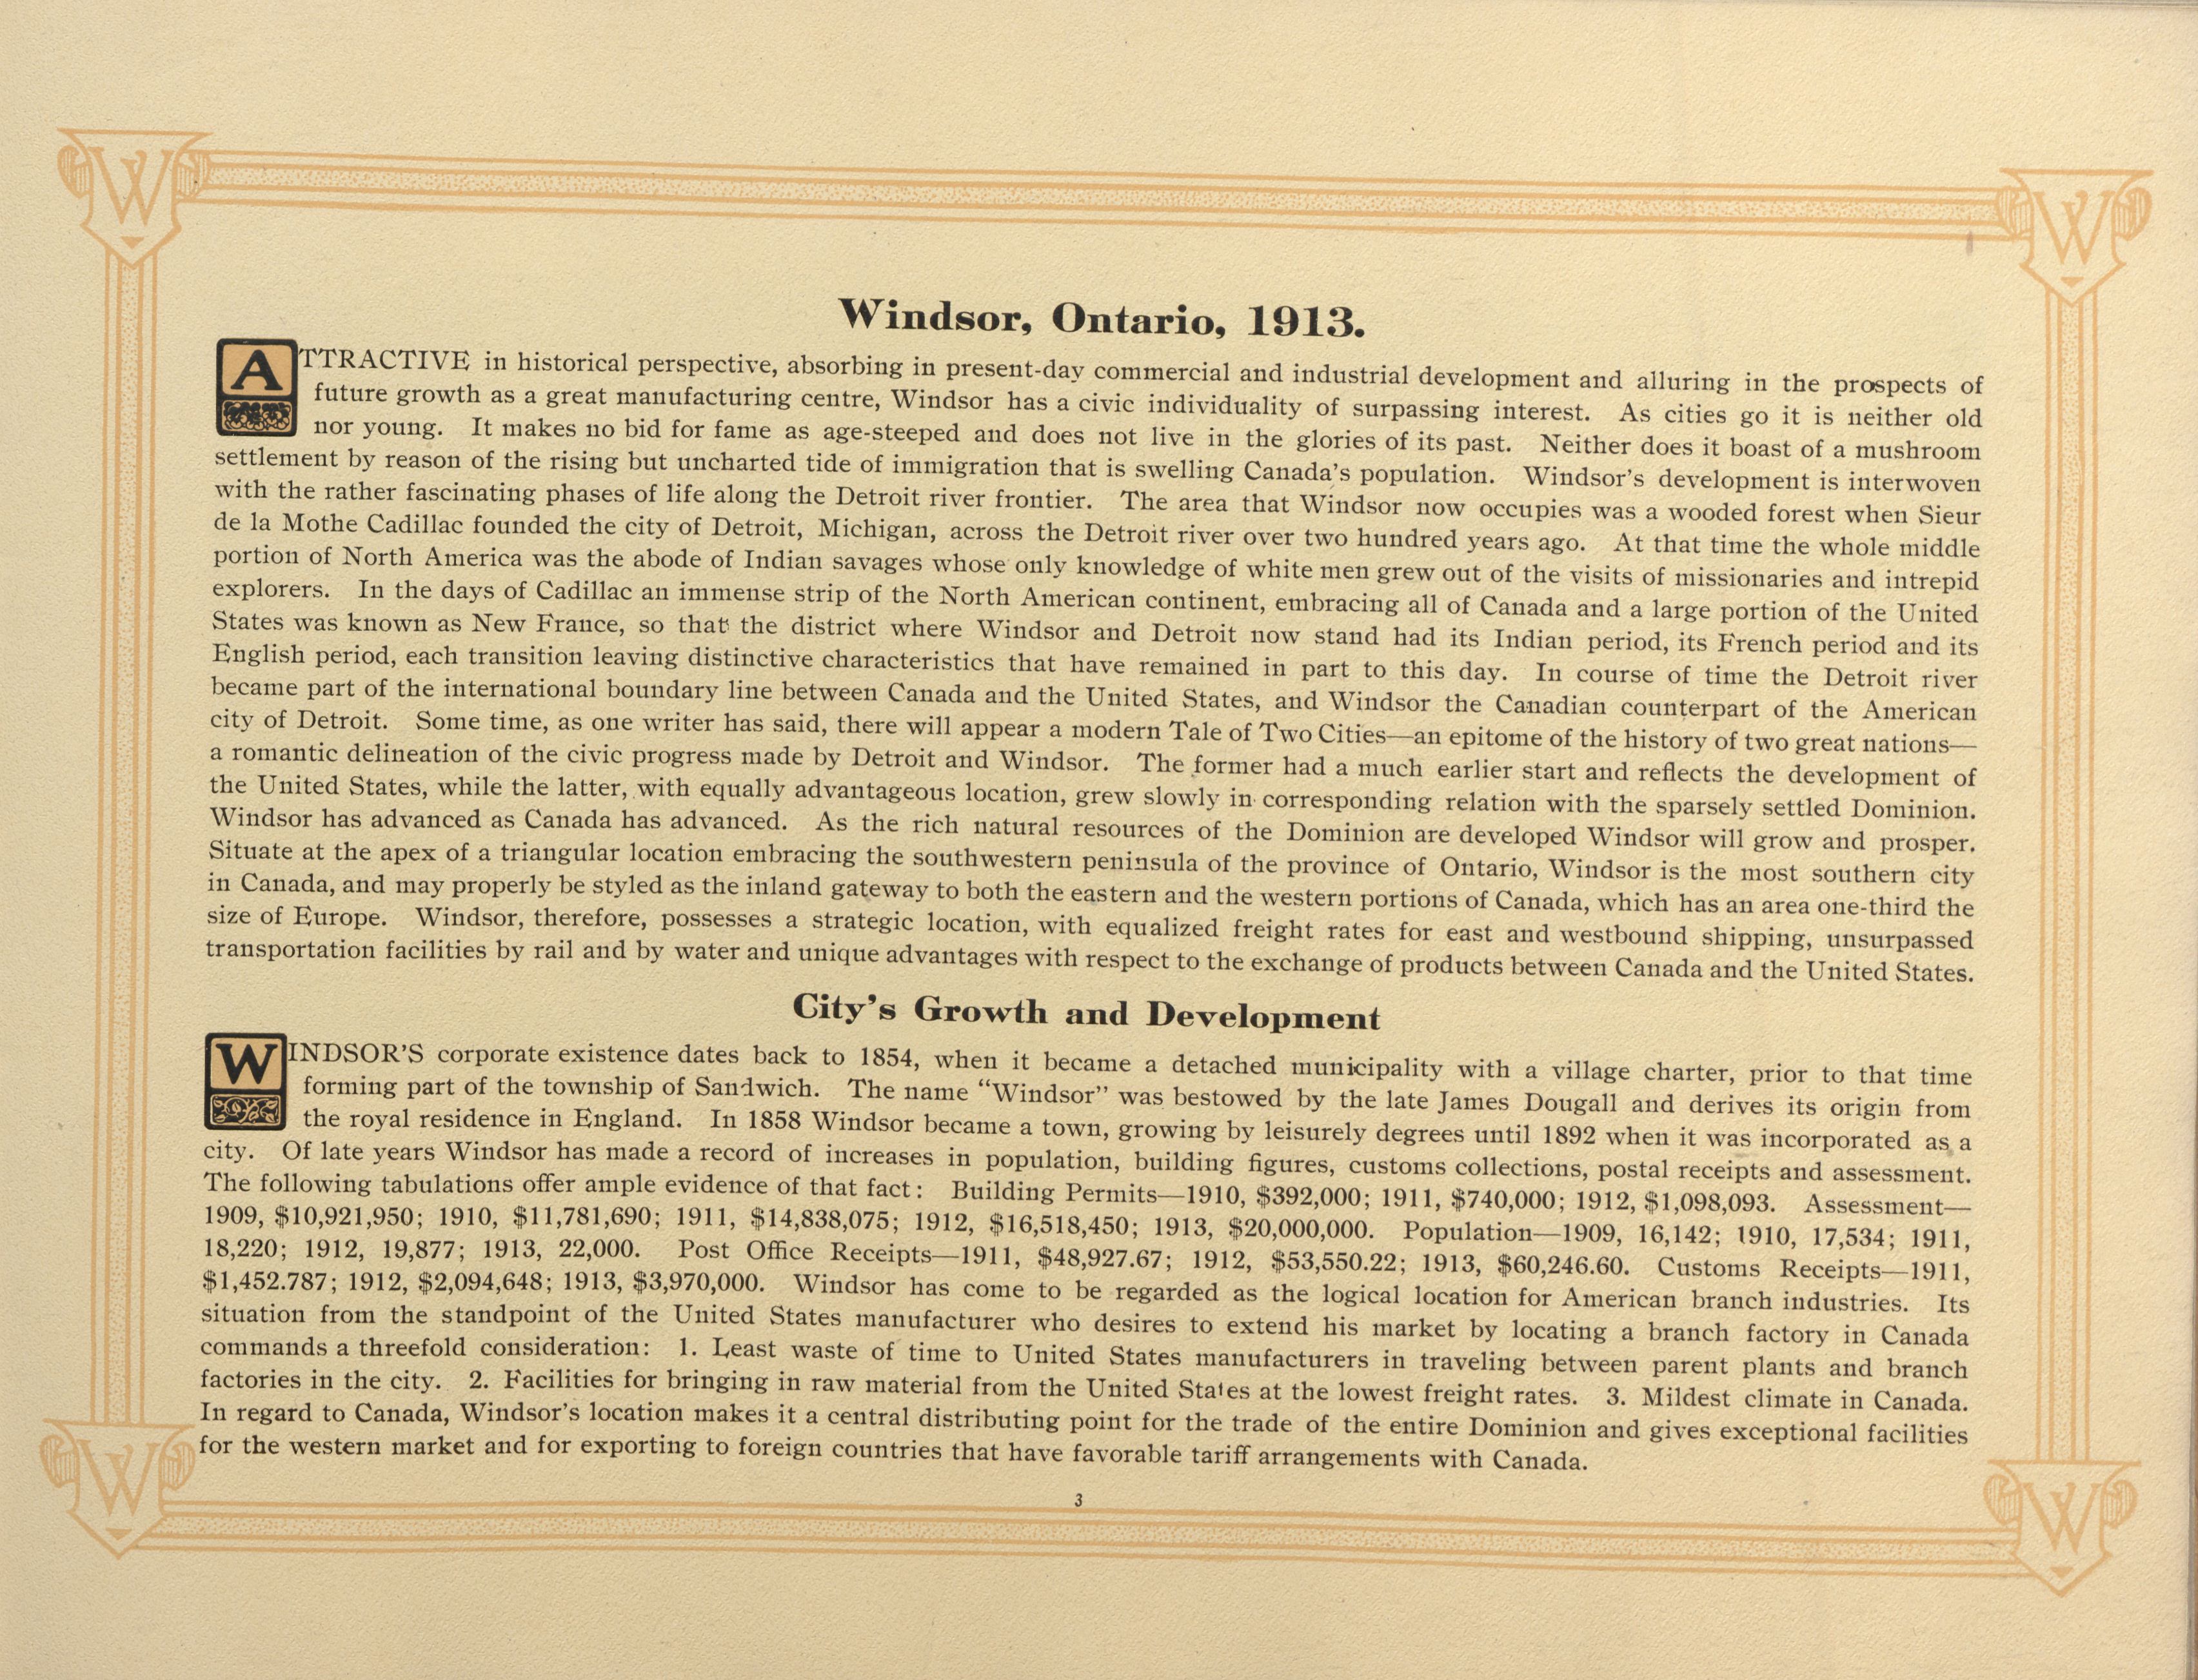 W W
Windsor, Ontario, 1913.
ATTRACTIVE in historical perspective, absorbing in present-day commercial and industrial development and alluring in the prospects of
future growth as a great manufacturing centre, Windsor has a civic individuality of surpassing interest. As cities go it is neither old
nor young. It makes no bid for fame as age-steeped and does not live in the glories of its past. Neither does it boast of a mushroom
settlement by reason of the rising but uncharted tide of immigration that is swelling Canada's population. Windsor's development is interwoven
with the rather fascinating phases of life along the Detroit river frontier. The area that Windsor now occupies was a wooded forest when Sieur
de la Mothe Cadillac founded the city of Detroit, Michigan, across the Detroit river over two hundred years ago. At that time the whole middle
portion of North America was the abode of Indian savages whose only knowledge of white men grew out of the visits of missionaries and intrepid
explorers. In the days of Cadillac an immense strip of the North American continent, embracing all of Canada and a large portion of the United
States was known as New France, so that the district where Windsor and Detroit now stand had its Indian period, its French period and its
English period, each transition leaving distinctive characteristics that have remained in part to this day. In course of time the Detroit river
became part of the international boundary line between Canada and the United States, and Windsor the Canadian counterpart of the American
city of Detroit. Some time, as one writer has said, there will appear a modern Tale of Two Cities—an epitome of the history of two great nations—
a romantic delineation of the civic progress made by Detroit and Windsor. The former had a much earlier start and reflects the development of
the United States, while the latter, with equally advantageous location, grew slowly in corresponding relation with the sparsely settled Dominion.
Windsor has advanced as Canada has advanced. As the rich natural resources of the Dominion are developed Windsor will grow and prosper.
Situate at the apex of a triangular location embracing the southwestern peninsula of the province of Ontario, Windsor is the most southern city
in Canada, and may properly be styled as the inland gateway to both the eastern and the western portions of Canada, which has an area one-third the
size of Europe. Windsor, therefore, possesses a strategic location, with equalized freight rates for east and westbound shipping, unsurpassed
transportation facilities by rail and by water and unique advantages with respect to the exchange of products between Canada and the United States.
City's Growth and Development
WINDSOR'S corporate existence dates back to 1854, when it became a detached municipality with a village charter, prior to that time
forming part of the township of Sandwich. The name “Windsor” was bestowed by the late James Dougall and derives its origin from
the royal residence in England. In 1858 Windsor became a town, growing by leisurely degrees until 1892 when it was incorporated as a
city. Of late years Windsor has made a record of increases in population, building figures, customs collections, postal receipts and assessment.
The following tabulations offer ample evidence of that fact: Building Permits—1910, $392,000; 1911, $740,000; 1912, $1,098,093. Assessment—
1909, $10,921,950; 1910, $11,781,690; 1911, $14,838,075; 1912, $16,518,450; 1913, $20,000,000. Population—1909, 16,142; 1910, 17,534; 1911,
18,220; 1912, 19,877; 1913, 22,000. Post Office Receipts—1911, $48,927.67; 1912, $53,550.22; 1913, $60,246.60. Customs Receipts—1911,
$1,452.787; 1912, $2,094,648; 1913, $3,970,000. Windsor has come to be regarded as the logical location for American branch industries. Its
situation from the standpoint of the United States manufacturer who desires to extend his market by locating a branch factory in Canada
commands a threefold consideration: 1. Least waste of time to United States manufacturers in traveling between parent plants and branch
factories in the city. 2. Facilities for bringing in raw material from the United States at the lowest freight rates. 3. Mildest climate in Canada.
In regard to Canada, Windsor's location makes it a central distributing point for the trade of the entire Dominion and gives exceptional facilities
for the western market and for exporting to foreign countries that have favorable tariff arrangements with Canada.
3
W W